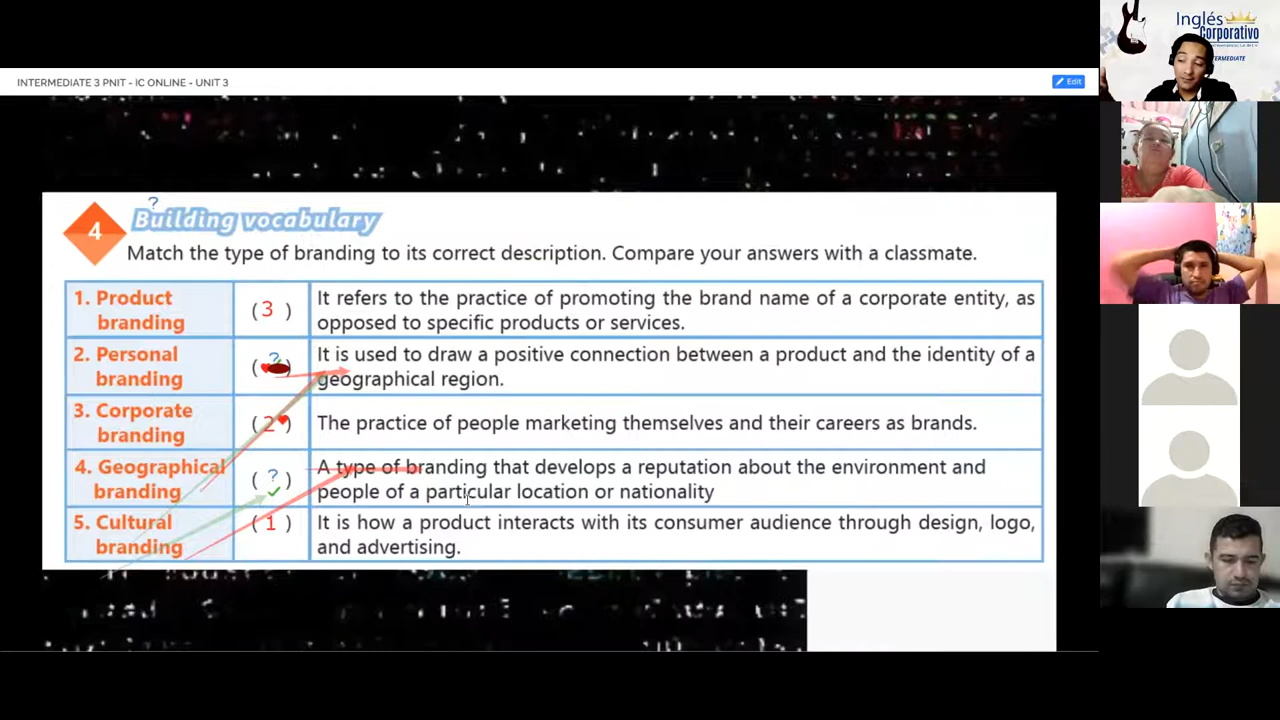 Inglés
Corporativo
INTERMEDIATE
INTERMEDIATE 3 PNIT - IC ONLINE - UNIT 3
Edit
?
4
Building vocabulary
Match the type of branding to its correct description. Compare your answers with a classmate.
1. Product branding
( 3 )
It refers to the practice of promoting the brand name of a corporate entity, as
opposed to specific products or services.
2. Personal branding
( ? )
It is used to draw a positive connection between a product and the identity of a
geographical region.
3. Corporate branding
( 2 )
The practice of people marketing themselves and their careers as brands.
4. Geographical branding
( ? )
A type of branding that develops a reputation about the environment and
people of a particular location or nationality
5. Cultural branding
( 1 )
It is how a product interacts with its consumer audience through design, logo,
and advertising.